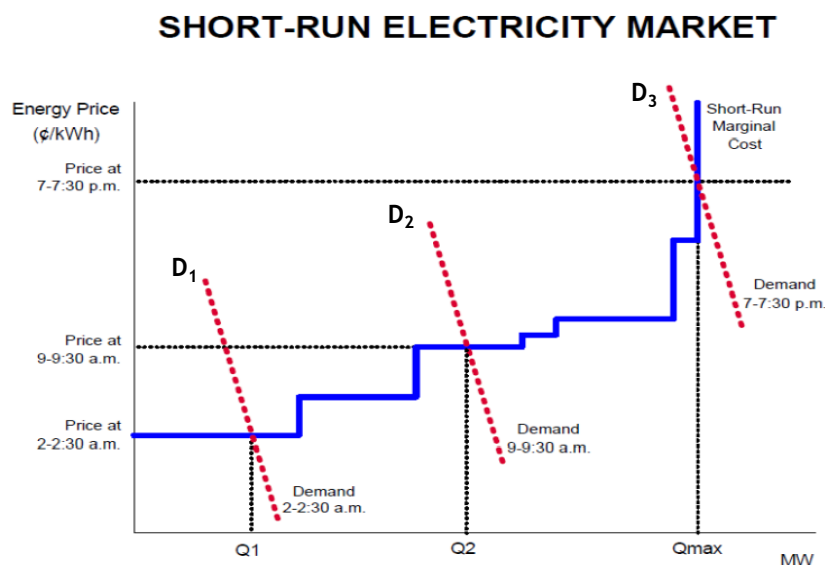 SHORT-RUN ELECTRICITY MARKET
Energy Price
(¢/kWh)
Price at
7-7:30 p.m.
Price at
9-9:30 a.m.
Price at
2-2:30 a.m.
D1
D2
D3
Short-Run
Marginal
Cost
Demand
7-7:30 p.m.
Demand
9-9:30 a.m.
Demand
2-2:30 a.m.
Q1
Q2
Qmax
MW